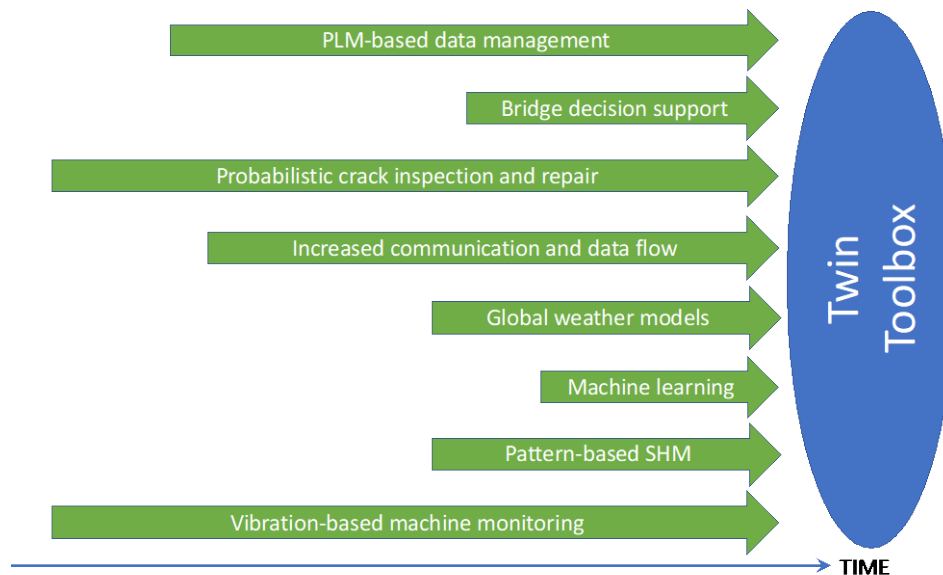 PLM-based data management
Bridge decision support
Probabilistic crack inspection and repair
Increased communication and data flow
Global weather models
Machine learning
Pattern-based SHM
Vibration-based machine monitoring
Twin
Toolbox
TIME